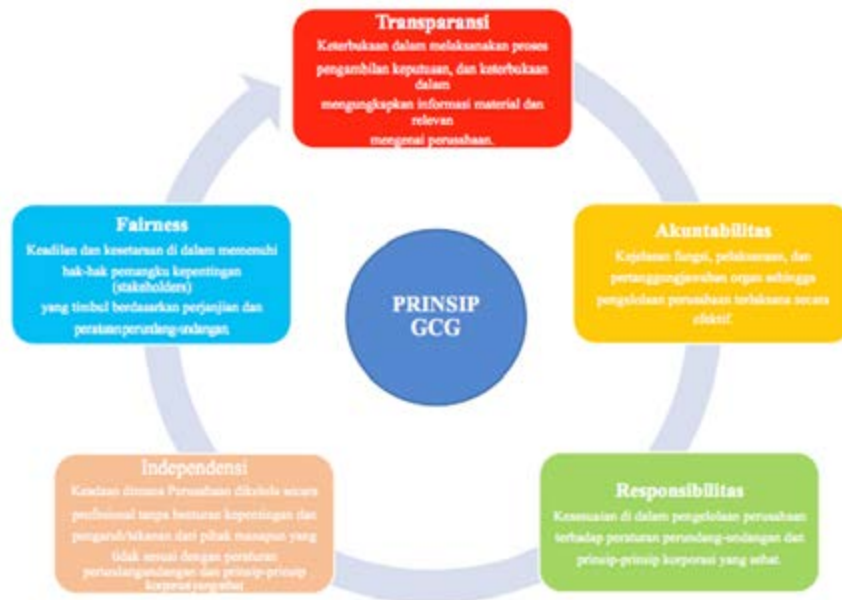 Transparansi
Keterbukaan dalam melaksanakan proses
pengambilan keputusan, dan keterbukaan
dalam
mengungkapkan informasi material dan
relevan
mengenai perusahaan.
Akuntabilitas
Kejelasan fungsi, pelaksanaan, dan
pertanggungjawaban organ sehingga
pengelolaan perusahaan terlaksana secara
efektif.
Responsibilitas
Kesesuaian di dalam pengelolaan perusahaan
terhadap peraturan perundang-undangan dan
prinsip-prinsip korporasi yang sehat.
Independensi
Keadaan dimana Perusahaan dikelola secara
profesional tanpa benturan kepentingan dan
pengaruh/tekanan dari pihak manapun yang
tidak sesuai dengan peraturan
perundangandangan dan prinsip-prinsip
Fairness
Keadilan dan kesetaraan di dalam memenuhi
hak-hak pemangku kepentingan
(stakeholders)
yang timbul berdasarkan perjanjian dan
perundang-undangan.
PRINSIP
GCG